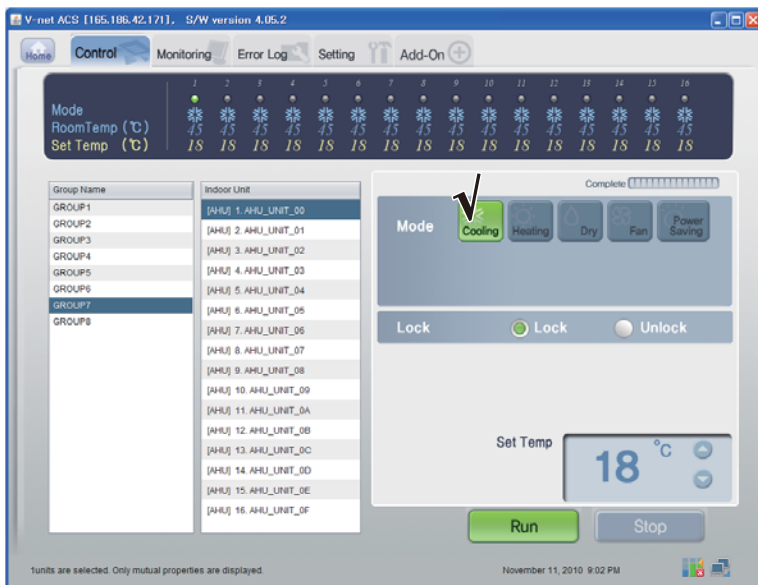 V-net ACS [165.186.42.171], S/W version 4.05.2
Home Control Monitoring Error Log Setting Add-On
1 2 3 4 5 6 7 8 9 10 11 12 13 14 15 16
Mode
RoomTemp (℃) 45 45 45 45 45 45 45 45 45 45 45 45 45 45 45 45
Set Temp (℃) 18 18 18 18 18 18 18 18 18 18 18 18 18 18 18 18
Group Name
GROUP1
GROUP2
GROUP3
GROUP4
GROUP5
GROUP6
GROUP7
GROUP8
Indoor Unit
[AHU] 1. AHU_UNIT_00
[AHU] 2. AHU_UNIT_01
[AHU] 3. AHU_UNIT_02
[AHU] 4. AHU_UNIT_03
[AHU] 5. AHU_UNIT_04
[AHU] 6. AHU_UNIT_05
[AHU] 7. AHU_UNIT_06
[AHU] 8. AHU_UNIT_07
[AHU] 9. AHU_UNIT_08
[AHU] 10. AHU_UNIT_09
[AHU] 11. AHU_UNIT_0A
[AHU] 12. AHU_UNIT_0B
[AHU] 13. AHU_UNIT_0C
[AHU] 14. AHU_UNIT_0D
[AHU] 15. AHU_UNIT_0E
[AHU] 16. AHU_UNIT_0F
Complete
Mode Cooling Heating Dry Fan Power Saving
Lock Lock Unlock
Set Temp 18 °C
Run Stop
1units are selected. Only mutual properties are displayed.
November 11, 2010 9:02 PM